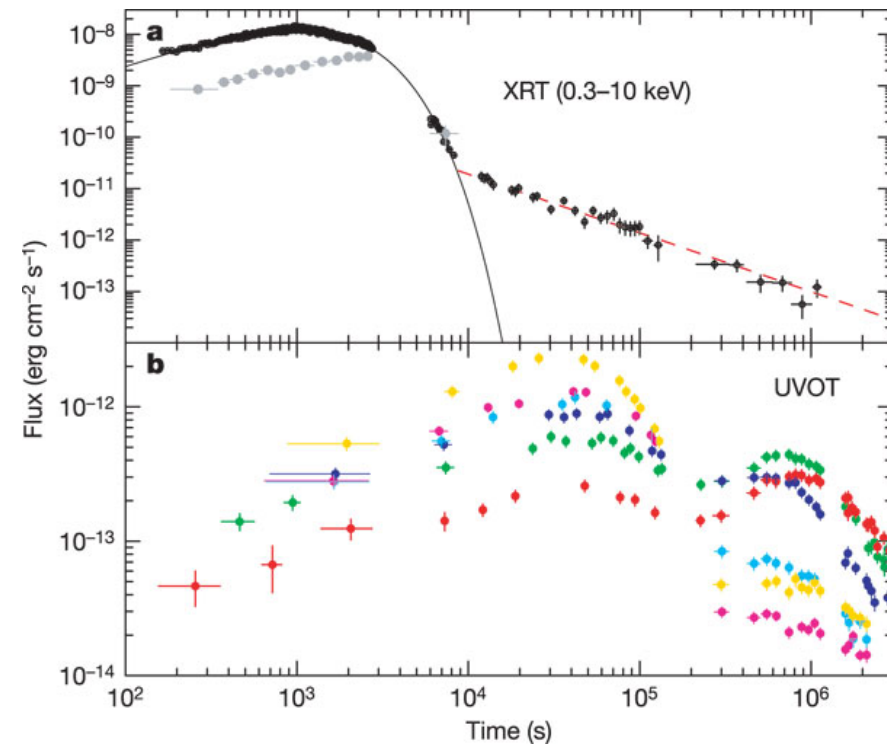 a
10⁻⁸
10⁻⁹
10⁻¹⁰
10⁻¹¹
10⁻¹²
10⁻¹³
XRT (0.3–10 keV)
Flux (erg cm⁻² s⁻¹)
b
UVOT
10⁻¹²
10⁻¹³
10⁻¹⁴
10² 10³ 10⁴ 10⁵ 10⁶
Time (s)